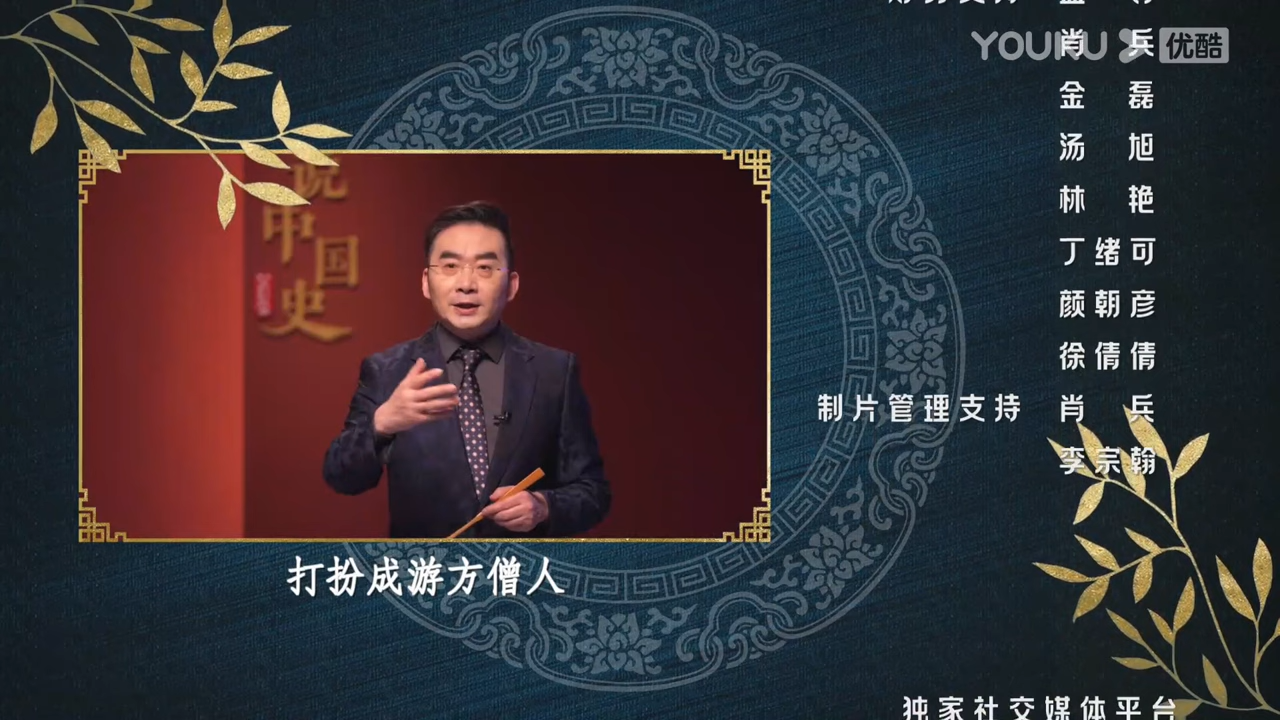 YOUKU 优酷
肖兵
金磊
汤旭
林艳
丁绪可
颜朝彦
徐倩倩
制片管理支持 肖兵
李宗翰
说
中
国
史
打扮成游方僧人
独家社交媒体平台